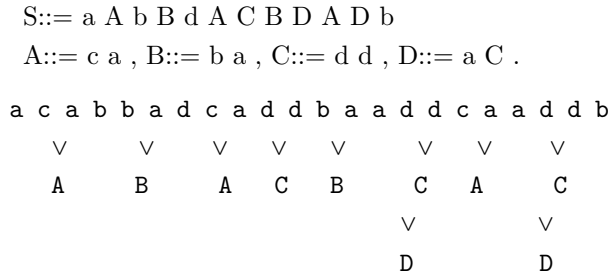 S::= a A b B d A C B D A D b
A::= c a , B::= b a , C::= d d , D::= a C .
a c a b b a d c a d d b a a d d c a a d d b
∨ ∨ ∨ ∨ ∨ ∨ ∨ ∨
A B A C B C A C
∨ ∨
D D